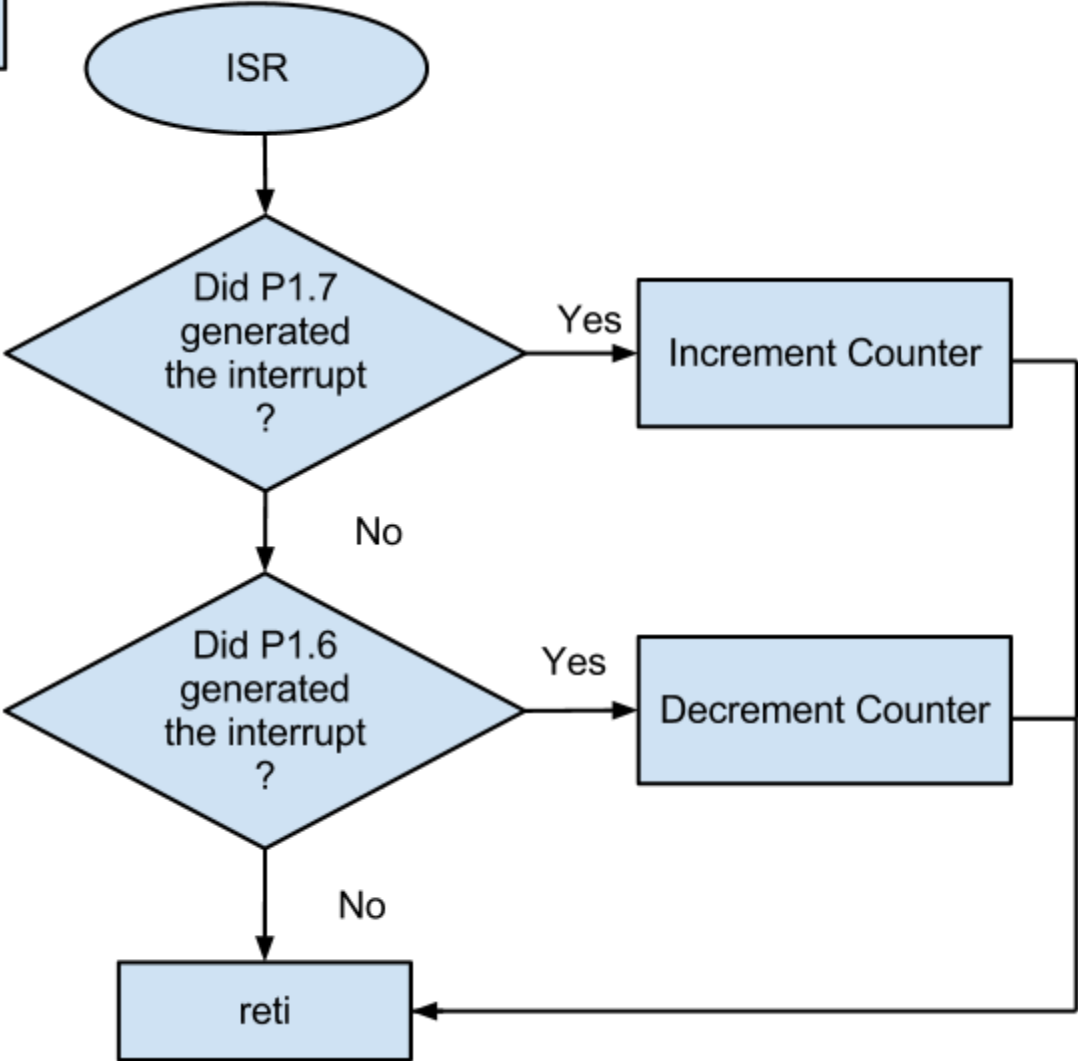 ISR
Did P1.7
generated
the interrupt
?
Yes
Increment Counter
No
Did P1.6
generated
the interrupt
?
Yes
Decrement Counter
No
reti